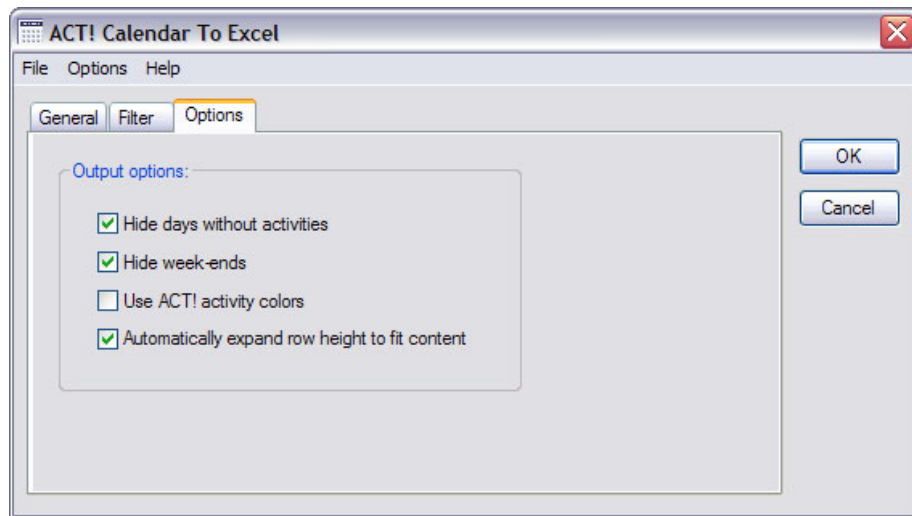 ACT! Calendar To Excel
File Options Help
General Filter Options
Output options:
Hide days without activities
Hide week-ends
Use ACT! activity colors
Automatically expand row height to fit content
OK
Cancel